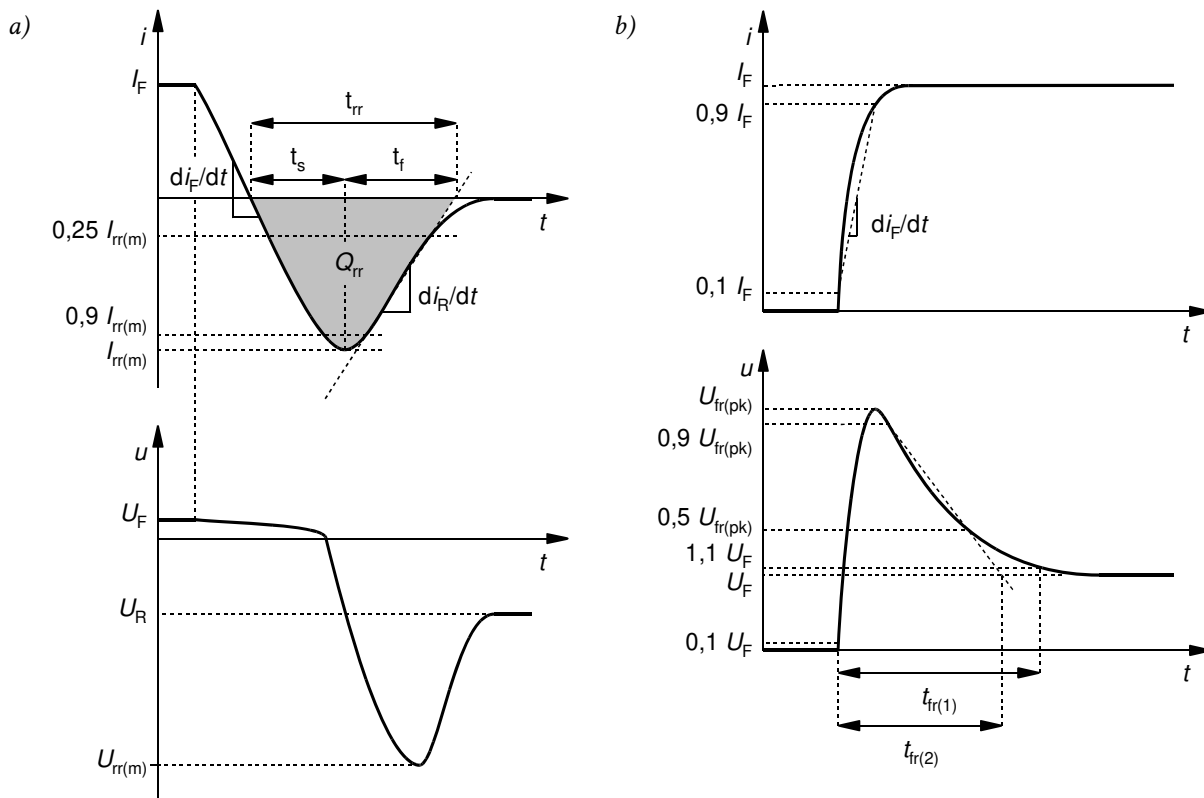 a)
i
I_F
t_rr
t_s
t_f
di_F/dt
t
0,25 I_rr(m)
Q_rr
di_R/dt
0,9 I_rr(m)
I_rr(m)
u
U_F
t
U_R
U_rr(m)
b)
i
I_F
0,9 I_F
di_F/dt
0,1 I_F
t
u
U_fr(pk)
0,9 U_fr(pk)
0,5 U_fr(pk)
1,1 U_F
U_F
0,1 U_F
t
t_fr(1)
t_fr(2)